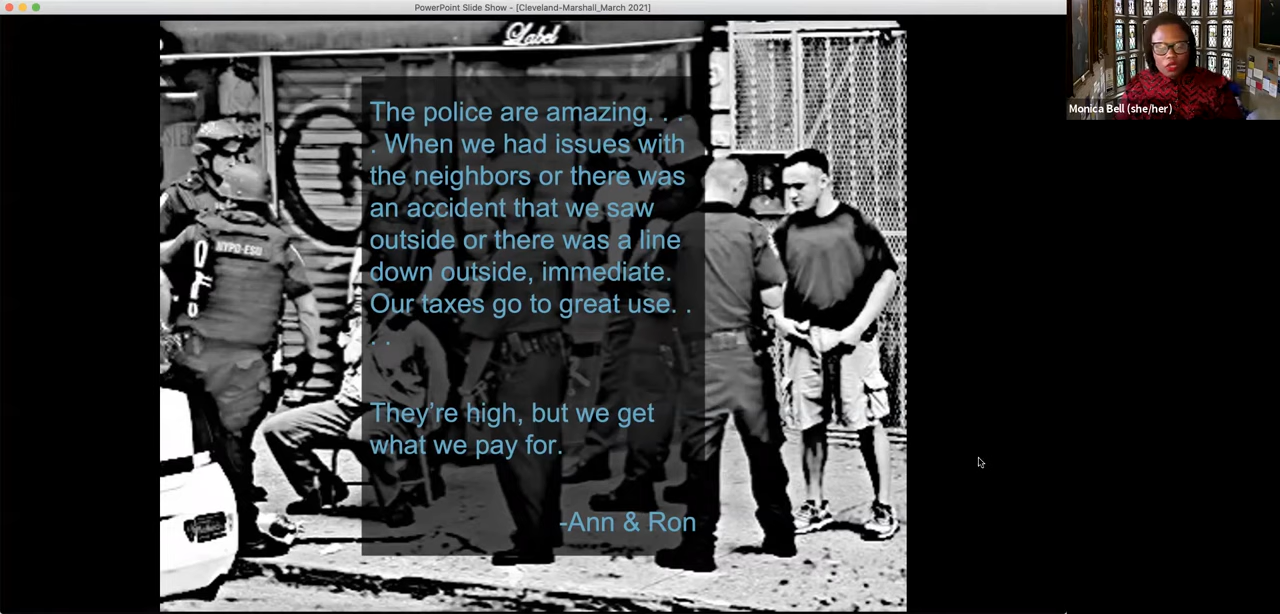 PowerPoint Slide Show - [Cleveland-Marshall_March 2021]
Label
The police are amazing. . .
. When we had issues with
the neighbors or there was
an accident that we saw
outside or there was a line
down outside, immediate.
Our taxes go to great use. .
. .
They're high, but we get
what we pay for.
-Ann & Ron
NYPD-ESU
Monica Bell (she/her)